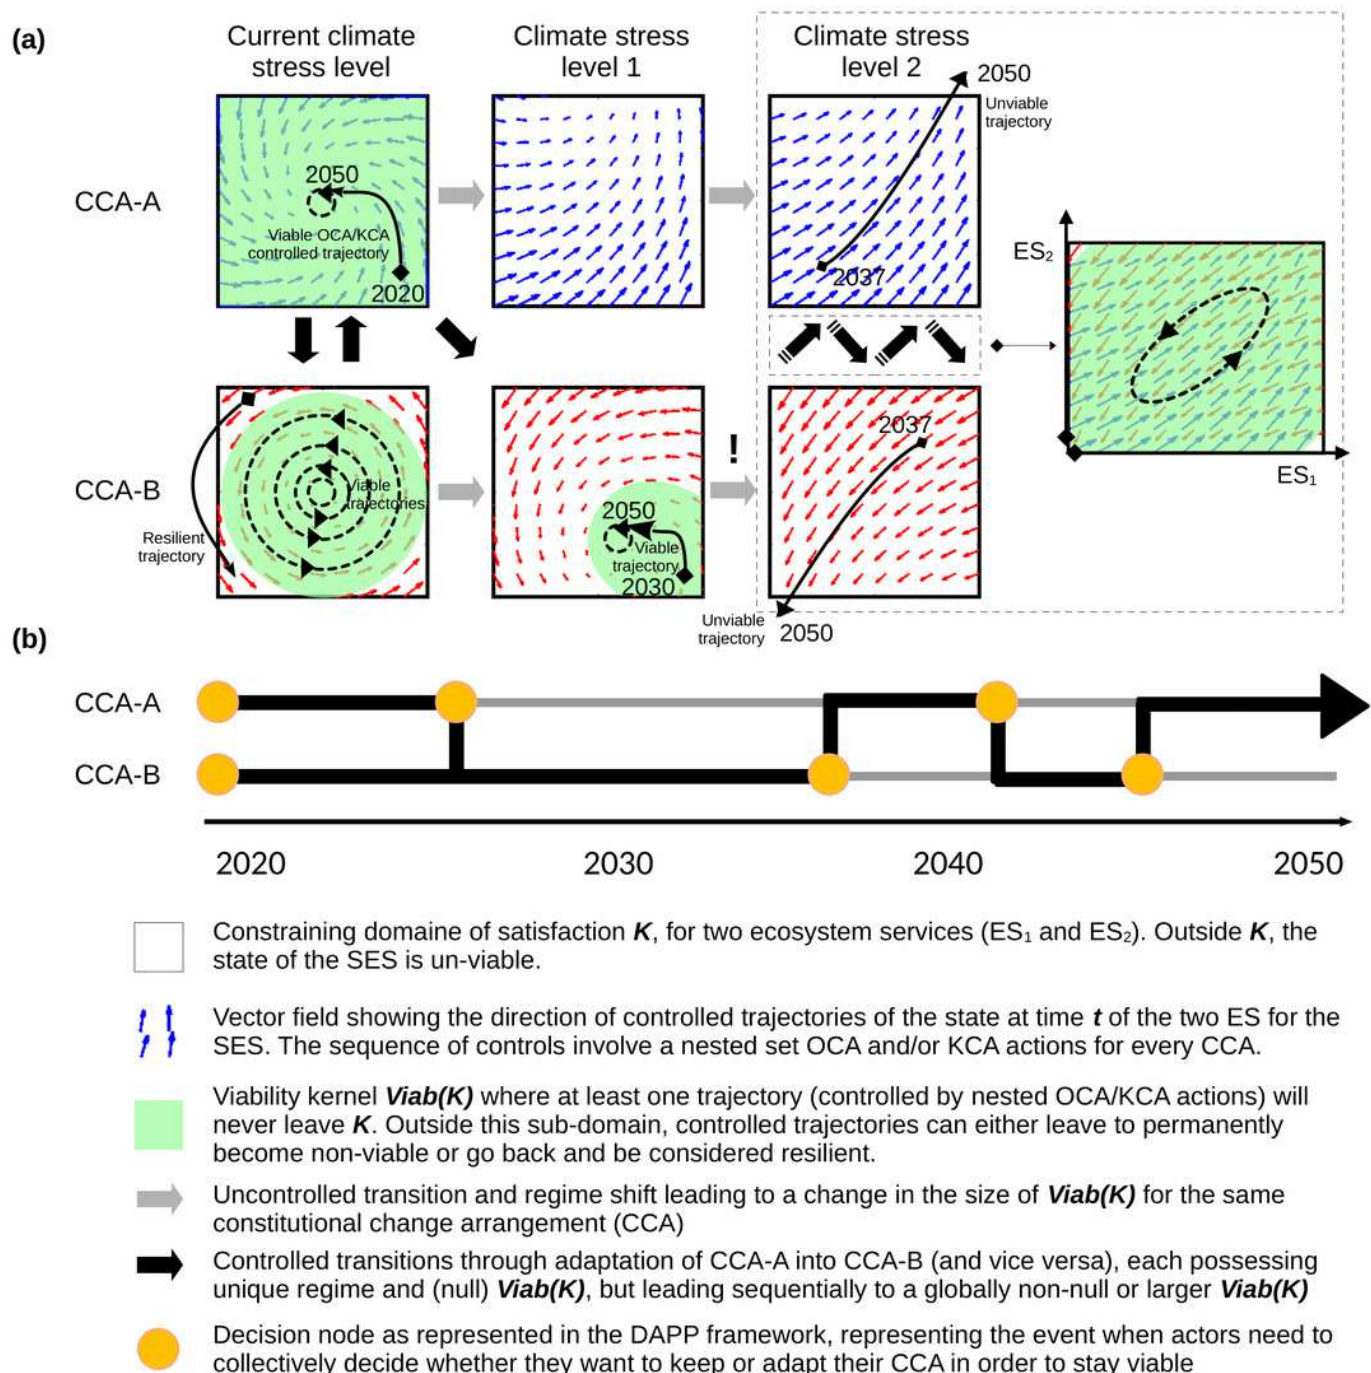 (a)
Current climate
stress level
Climate stress
level 1
Climate stress
level 2
2050
Unviable
trajectory
CCA-A
2050
Viable OCA/KCA
controlled trajectory
2020
2037
ES2
ES1
CCA-B
Viable
trajectories
Resilient
trajectory
2050
Viable
trajectory
2030
!
2037
Unviable
trajectory
2050
(b)
CCA-A
CCA-B
2020 2030 2040 2050
Constraining domaine of satisfaction K, for two ecosystem services (ES1 and ES2). Outside K, the
state of the SES is un-viable.
Vector field showing the direction of controlled trajectories of the state at time t of the two ES for the
SES. The sequence of controls involve a nested set OCA and/or KCA actions for every CCA.
Viability kernel Viab(K) where at least one trajectory (controlled by nested OCA/KCA actions) will
never leave K. Outside this sub-domain, controlled trajectories can either leave to permanently
become non-viable or go back and be considered resilient.
Uncontrolled transition and regime shift leading to a change in the size of Viab(K) for the same
constitutional change arrangement (CCA)
Controlled transitions through adaptation of CCA-A into CCA-B (and vice versa), each possessing
unique regime and (null) Viab(K), but leading sequentially to a globally non-null or larger Viab(K)
Decision node as represented in the DAPP framework, representing the event when actors need to
collectively decide whether they want to keep or adapt their CCA in order to stay viable